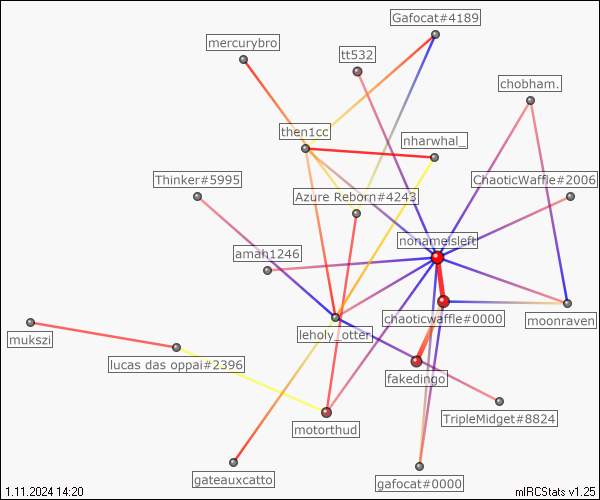 Gafocat#4189
mercurybro
tt532
chobham.
then1cc
nharwhal_
Thinker#5995
ChaoticWaffle#2006
Azure Reborn#4243
nonameisleft
amah1246
chaoticwaffle#0000
moonraven
leholy_otter
mukszi
lucas das oppai#2396
fakedingo
TripleMidget#8824
motorthud
gateauxcatto
gafocat#0000
1.11.2024 14:20
mIRCStats v1.25